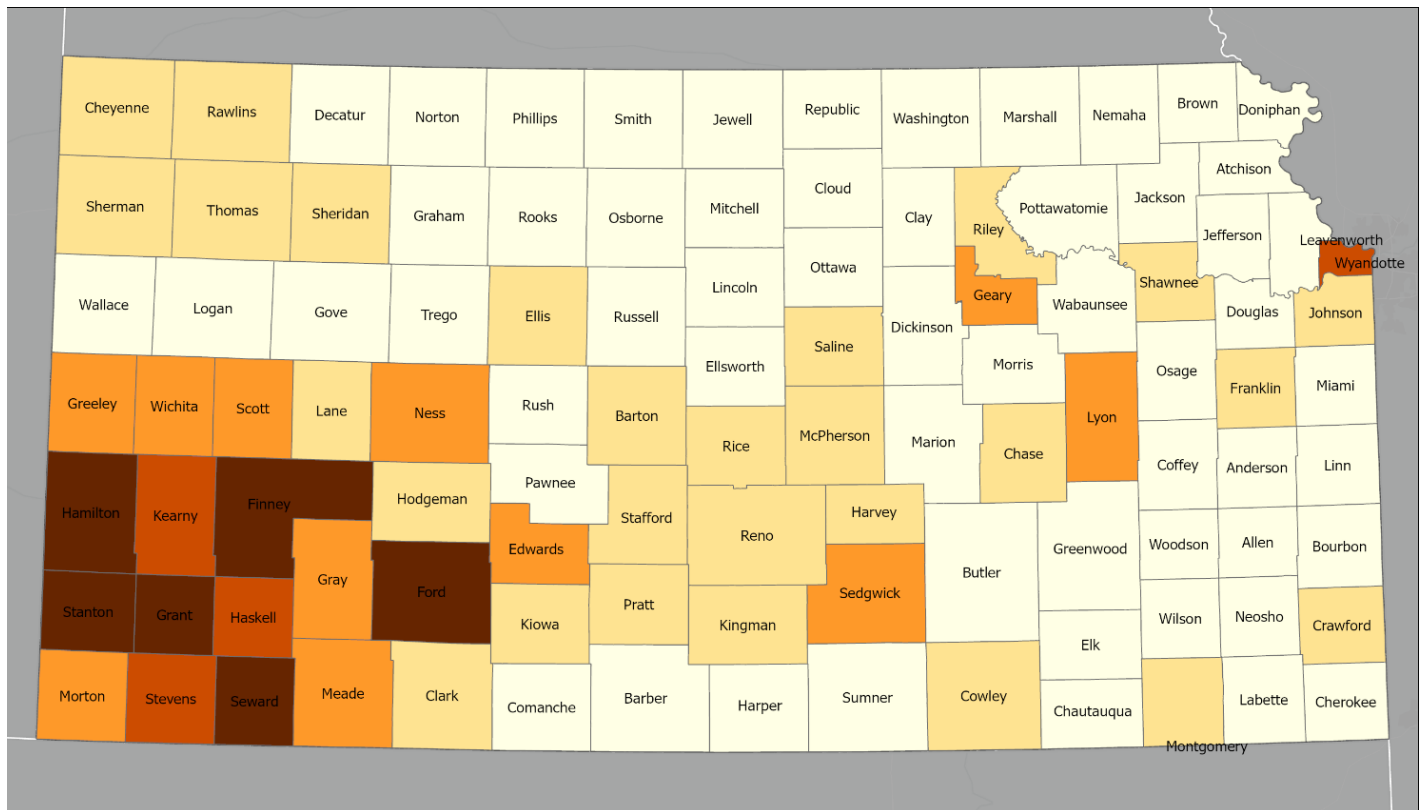 Cheyenne
Rawlins
Decatur
Norton
Phillips
Smith
Jewell
Republic
Washington
Marshall
Nemaha
Brown
Doniphan
Atchison
Sherman
Thomas
Sheridan
Graham
Rooks
Osborne
Mitchell
Cloud
Clay
Riley
Pottawatomie
Jackson
Jefferson
Leavenworth
Wyandotte
Wallace
Logan
Gove
Trego
Ellis
Russell
Lincoln
Ottawa
Dickinson
Geary
Wabaunsee
Shawnee
Douglas
Johnson
Greeley
Wichita
Scott
Lane
Ness
Rush
Barton
Ellsworth
Saline
Morris
Osage
Franklin
Miami
Rice
McPherson
Marion
Chase
Lyon
Coffey
Anderson
Linn
Hamilton
Kearny
Finney
Hodgeman
Pawnee
Stafford
Reno
Harvey
Edwards
Gray
Ford
Sedgwick
Butler
Greenwood
Woodson
Allen
Bourbon
Stanton
Grant
Haskell
Kiowa
Pratt
Kingman
Elk
Wilson
Neosho
Crawford
Morton
Stevens
Seward
Meade
Clark
Comanche
Barber
Harper
Sumner
Cowley
Chautauqua
Montgomery
Labette
Cherokee